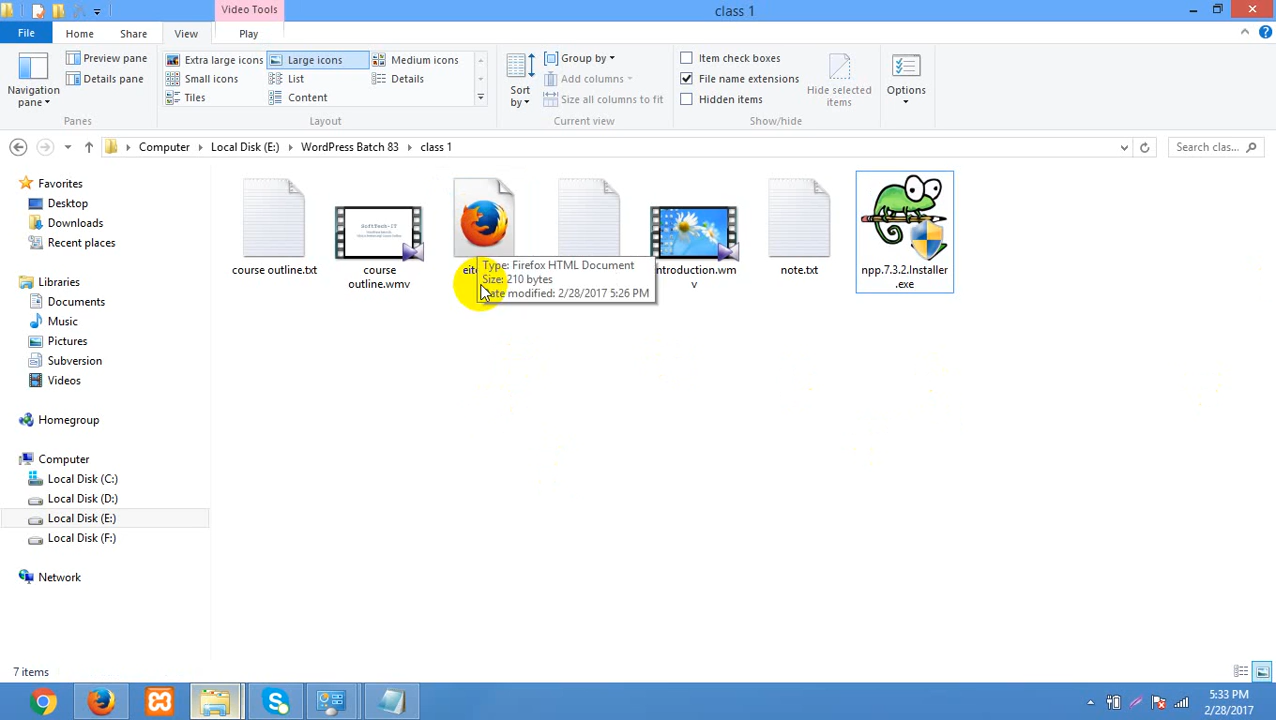 Video Tools
class 1
File Home Share View Play
Preview pane
Details pane
Navigation
pane
Panes
Extra large icons Large icons Medium icons
Small icons List Details
Tiles Content
Layout
Sort
by
Group by
Add columns
Size all columns to fit
Current view
Item check boxes
File name extensions
Hidden items
Hide selected
items
Show/hide
Options
Computer Local Disk (E:) WordPress Batch 83 class 1
Search clas...
Favorites
Desktop
Downloads
Recent places
Libraries
Documents
Music
Pictures
Subversion
Videos
Homegroup
Computer
Local Disk (C:)
Local Disk (D:)
Local Disk (E:)
Local Disk (F:)
Network
SoftTech-IT
course outline.txt
course
outline.wmv
Type: Firefox HTML Document
Size: 210 bytes
Date modified: 2/28/2017 5:26 PM
introduction.wm
v
note.txt
npp.7.3.2.Installer
.exe
7 items
5:33 PM
2/28/2017